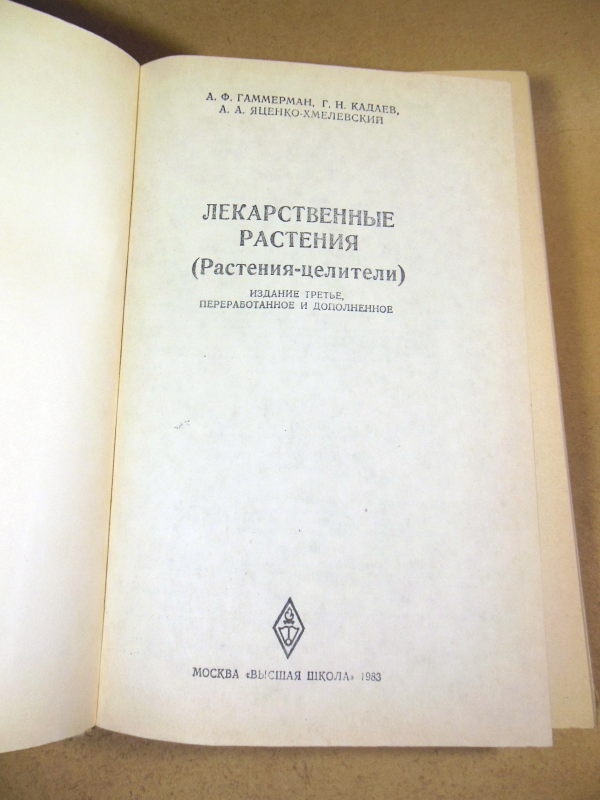 А. Ф. ГАММЕРМАН, Г. Н. КАДАЕВ,
А. А. ЯЦЕНКО-ХМЕЛЕВСКИЙ
ЛЕКАРСТВЕННЫЕ
РАСТЕНИЯ
(Растения-целители)
ИЗДАНИЕ ТРЕТЬЕ,
ПЕРЕРАБОТАННОЕ И ДОПОЛНЕННОЕ
МОСКВА «ВЫСШАЯ ШКОЛА» 1983